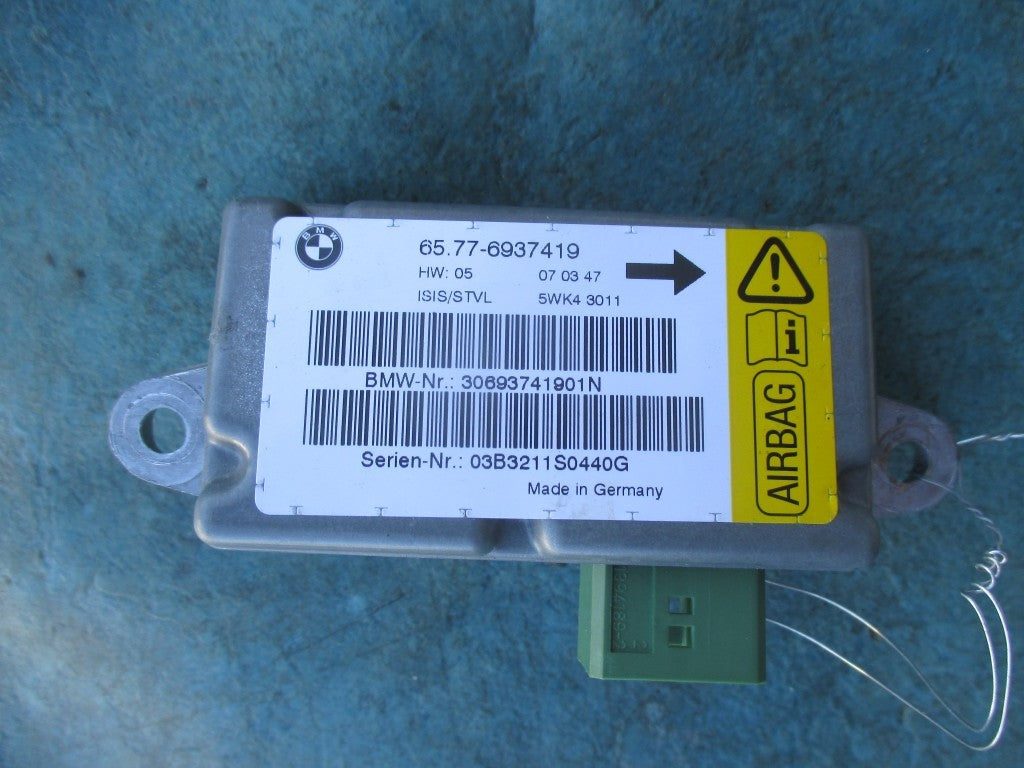 BMW
65.77-6937419
HW: 05 07 03 47
ISIS/STVL 5WK4 3011
BMW-Nr.: 30693741901N
Serien-Nr.: 03B3211S0440G
Made in Germany
i
AIRBAG